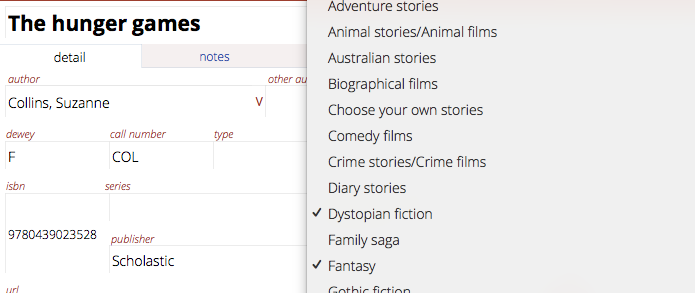 The hunger games
detail
notes
author
other au
Collins, Suzanne
V
dewey
call number
type
F
COL
isbn
series
9780439023528
publisher
Scholastic
url
Adventure stories
Animal stories/Animal films
Australian stories
Biographical films
Choose your own stories
Comedy films
Crime stories/Crime films
Diary stories
✓ Dystopian fiction
Family saga
✓ Fantasy
Gothic fiction